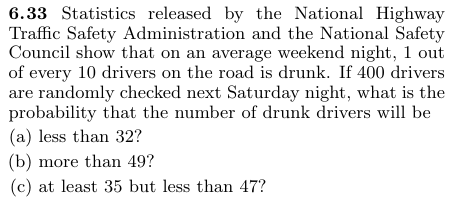 6.33 Statistics released by the National Highway
Traffic Safety Administration and the National Safety
Council show that on an average weekend night, 1 out
of every 10 drivers on the road is drunk. If 400 drivers
are randomly checked next Saturday night, what is the
probability that the number of drunk drivers will be
(a) less than 32?
(b) more than 49?
(c) at least 35 but less than 47?